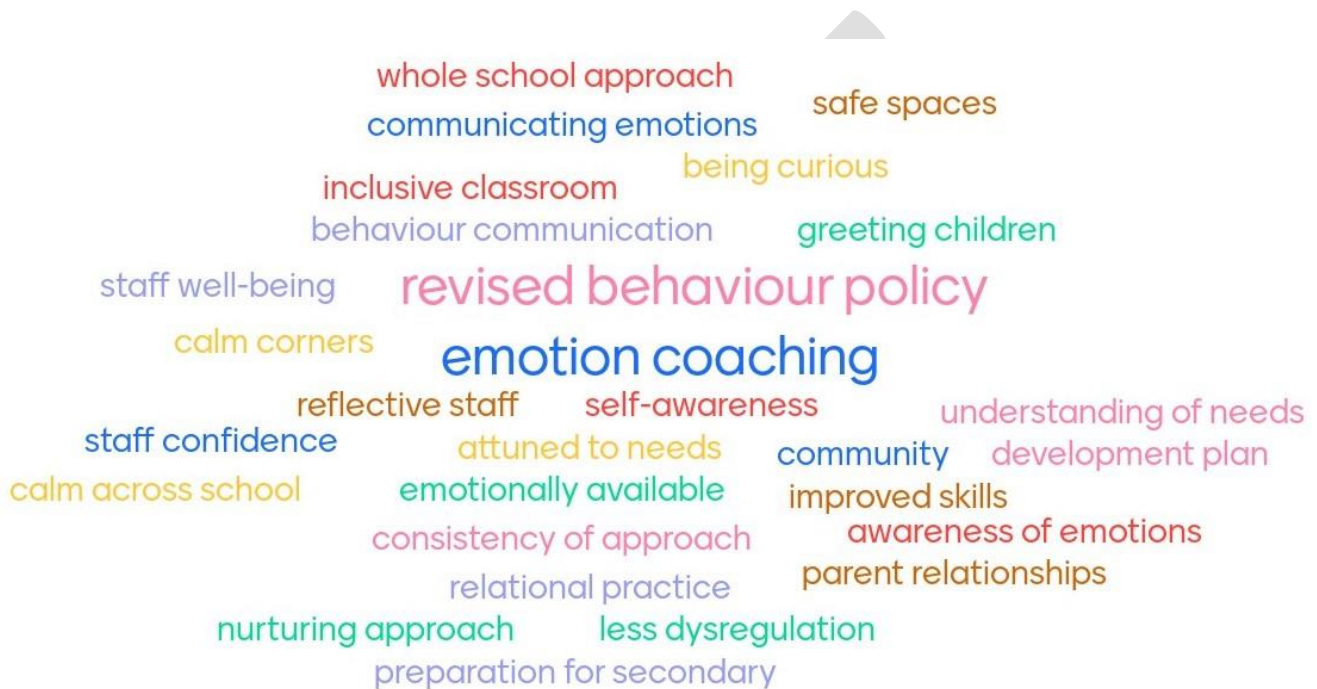 whole school approach
safe spaces
communicating emotions
being curious
inclusive classroom
behaviour communication
greeting children
staff well-being
revised behaviour policy
calm corners
emotion coaching
reflective staff
self-awareness
understanding of needs
staff confidence
attuned to needs
community
development plan
calm across school
emotionally available
improved skills
consistency of approach
awareness of emotions
relational practice
parent relationships
nurturing approach
less dysregulation
preparation for secondary